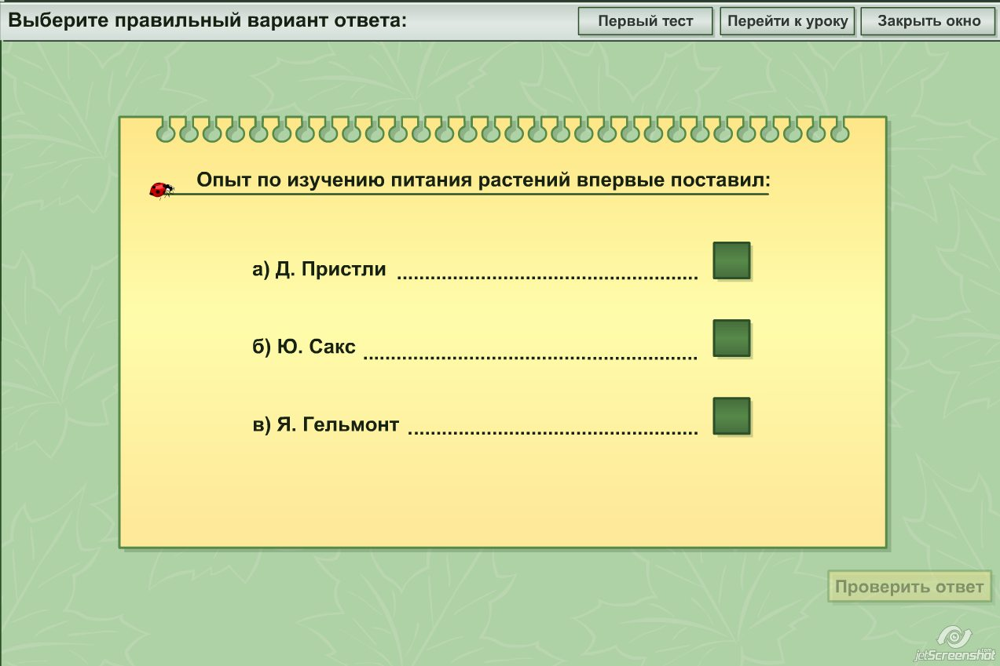 Выберите правильный вариант ответа:
Первый тест
Перейти к уроку
Закрыть окно
Опыт по изучению питания растений впервые поставил:
а) Д. Пристли
б) Ю. Сакс
в) Я. Гельмонт
Проверить ответ
jetScreenshot.com